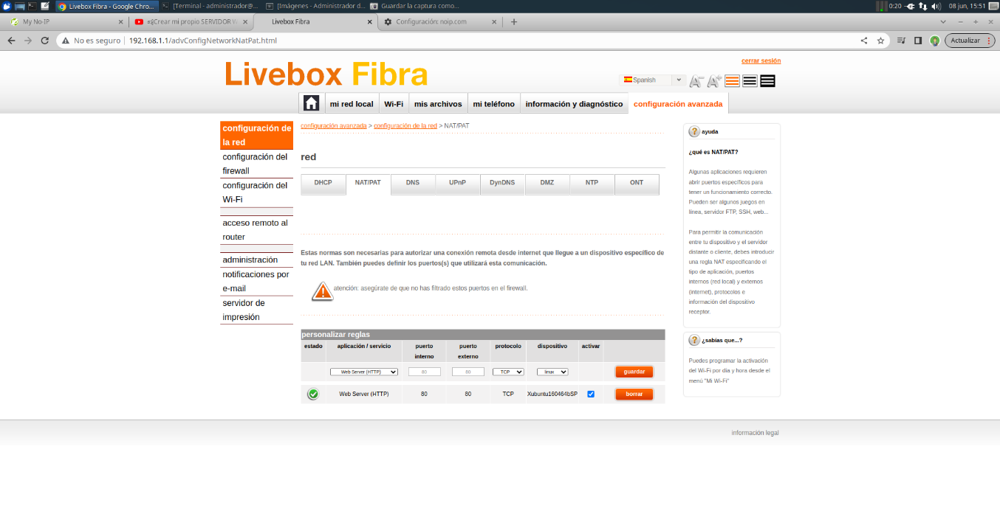 Livebox Fibra - Google Chro...
[Terminal - administrador@...
[Imágenes - Administrador d...
Guardar la captura como...
0:20
08 jun, 15:51
My No-IP
Crear mi propio SERVIDOR W
Livebox Fibra
Configuración: noip.com
No es seguro
192.168.1.1/advConfigNetworkNatPat.html
Actualizar
cerrar sesión
Livebox Fibra
Spanish
A- A+
mi red local
Wi-Fi
mis archivos
mi teléfono
información y diagnóstico
configuración avanzada
configuración de
la red
configuración del
firewall
configuración del
Wi-Fi
acceso remoto al
router
administración
notificaciones por
e-mail
servidor de
impresión
configuración avanzada > configuración de la red > NAT/PAT
red
DHCP
NAT/PAT
DNS
UPnP
DynDNS
DMZ
NTP
ONT
Estas normas son necesarias para autorizar una conexión remota desde internet que llegue a un dispositivo específico de
tu red LAN. También puedes definir los puertos(s) que utilizará esta comunicación.
atención: asegúrate de que no has filtrado estos puertos en el firewall.
personalizar reglas
estado aplicación / servicio puerto interno puerto externo protocolo dispositivo activar
Web Server (HTTP) 80 80 TCP linux guardar
Web Server (HTTP) 80 80 TCP Xubuntu160464bSP borrar
ayuda
¿qué es NAT/PAT?
Algunas aplicaciones requieren
abrir puertos específicos para
tener un funcionamiento correcto.
Pueden ser algunos juegos en
línea, servidor FTP, SSH, web...
Para permitir la comunicación
entre tu dispositivo y el servidor
distante o cliente, debes introducir
una regla NAT especificando el
tipo de aplicación, puertos
internos (red local) y externos
(internet), protocolos e
información del dispositivo
receptor.
¿sabías que...?
Puedes programar la activación
del Wi-Fi por día y hora desde el
menú "Mi Wi-Fi"
información legal